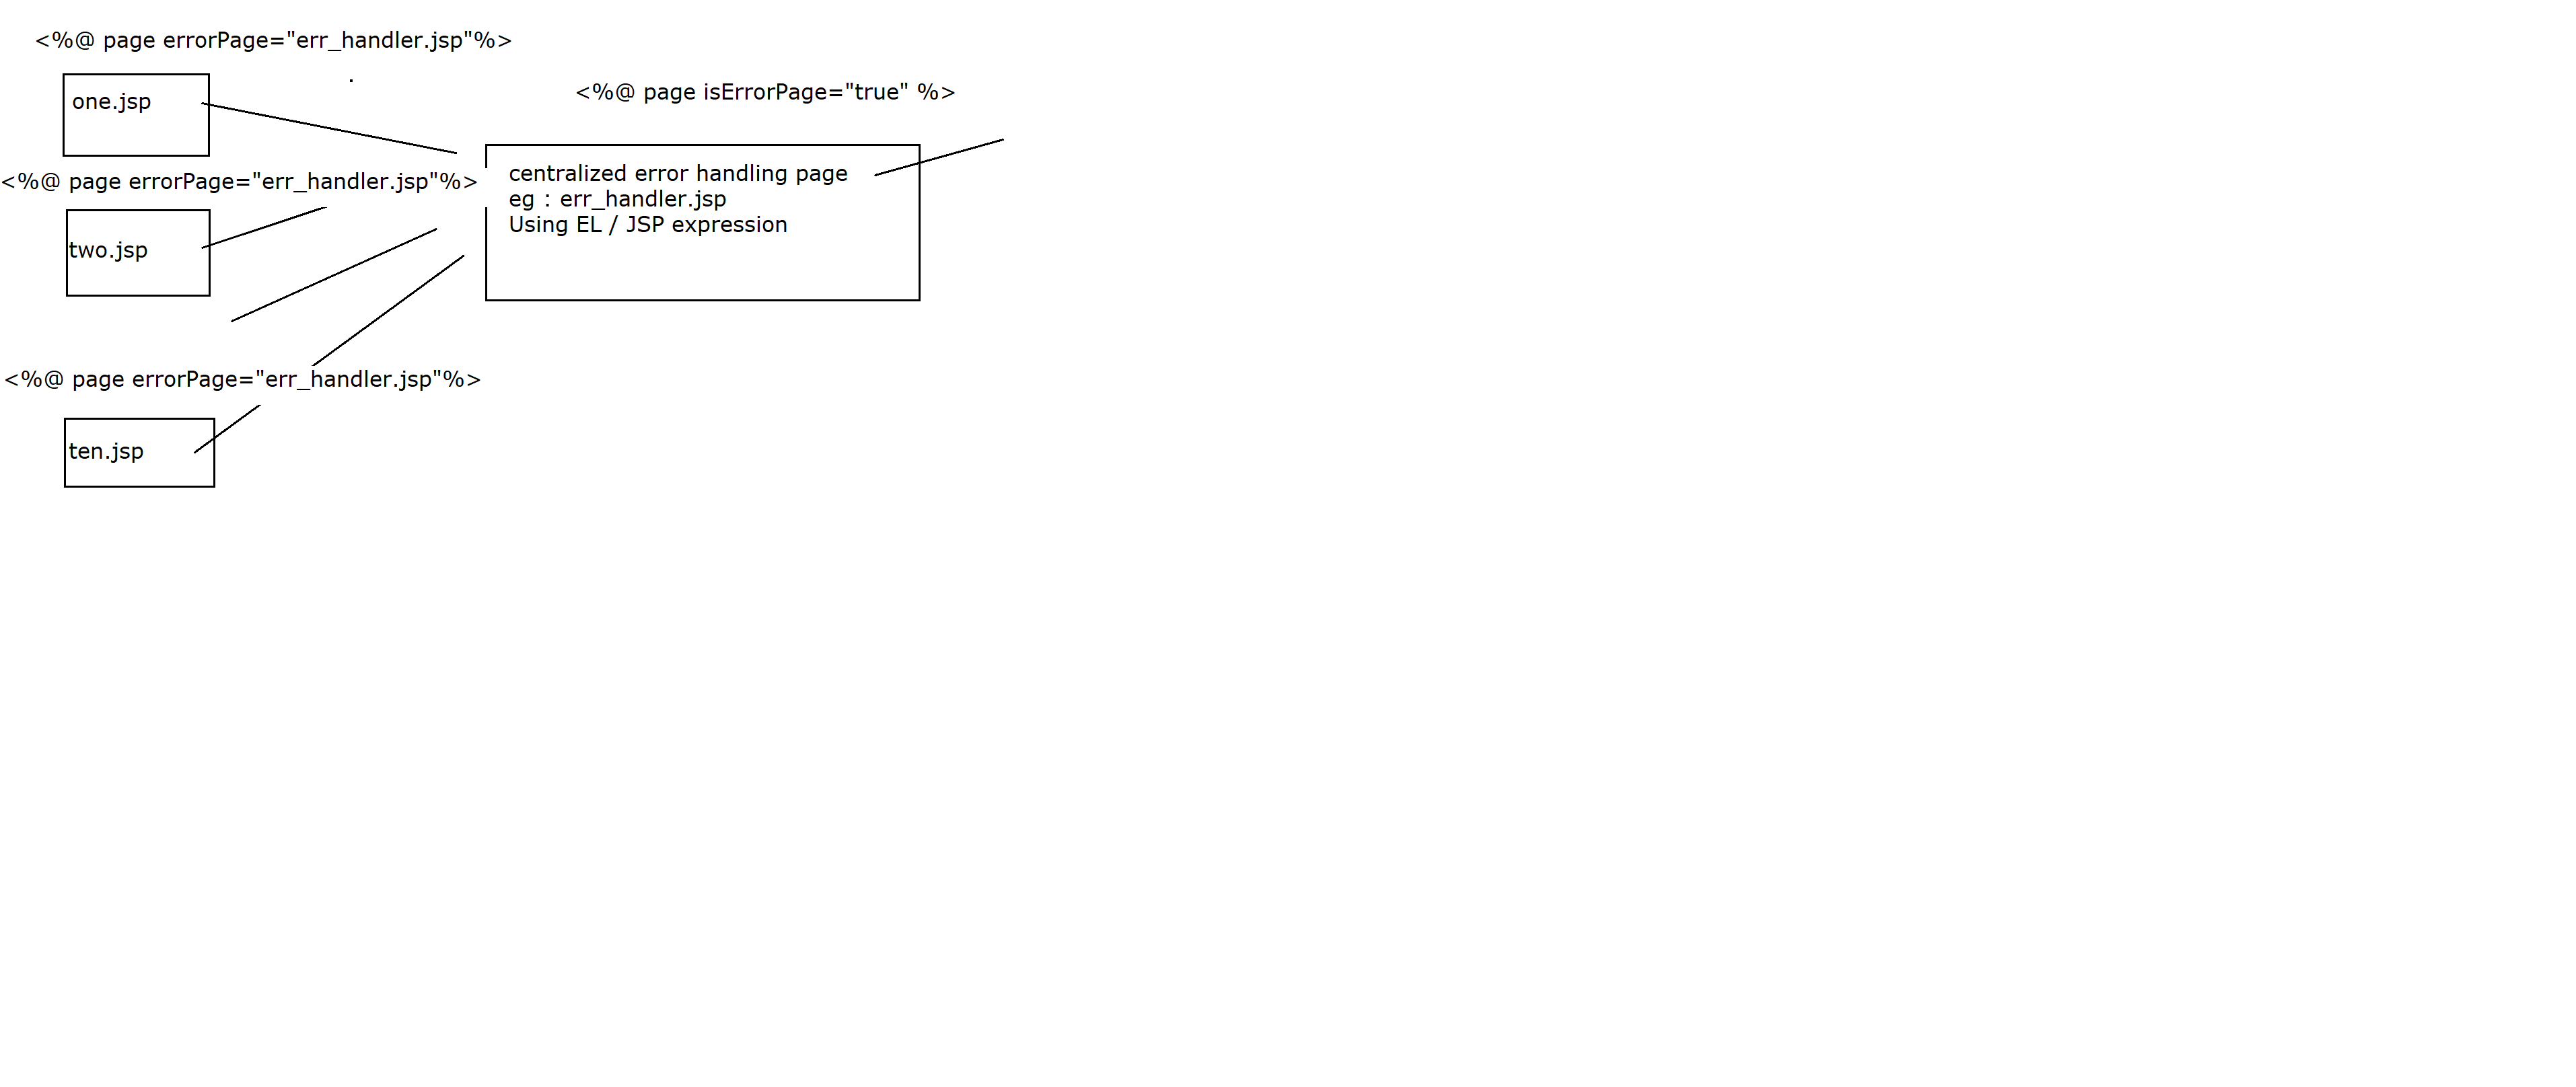 <%@ page errorPage="err_handler.jsp"%>
one.jsp
<%@ page isErrorPage="true" %>
centralized error handling page
eg : err_handler.jsp
Using EL / JSP expression
<%@ page errorPage="err_handler.jsp"%>
two.jsp
<%@ page errorPage="err_handler.jsp"%>
ten.jsp